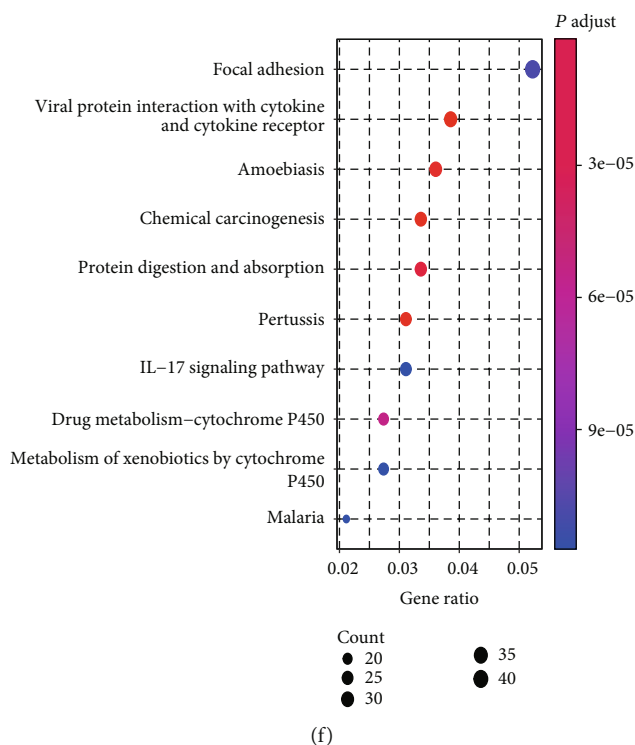 P adjust
Focal adhesion
Viral protein interaction with cytokine
and cytokine receptor
Amoebiasis
Chemical carcinogenesis
Protein digestion and absorption
Pertussis
IL−17 signaling pathway
Drug metabolism−cytochrome P450
Metabolism of xenobiotics by cytochrome
P450
Malaria
3e−05
6e−05
9e−05
0.02 0.03 0.04 0.05
Gene ratio
Count
20
25
30
35
40
(f)